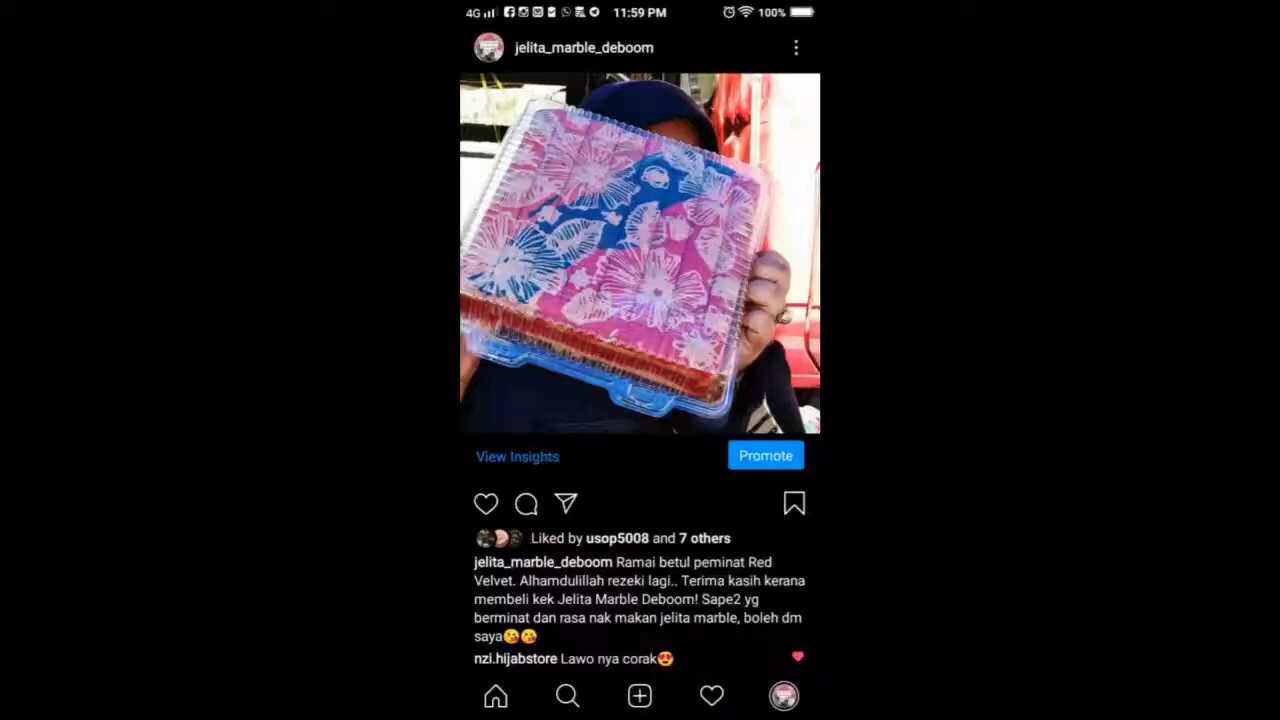 4G 11:59 PM 100%
jelita_marble_deboom
View Insights
Promote
Liked by usop5008 and 7 others
jelita_marble_deboom Ramai betul peminat Red
Velvet. Alhamdulillah rezeki lagi.. Terima kasih kerana
membeli kek Jelita Marble Deboom! Sape2 yg
berminat dan rasa nak makan jelita marble, boleh dm
saya😘😘
nzi.hijabstore Lawo nya corak😍